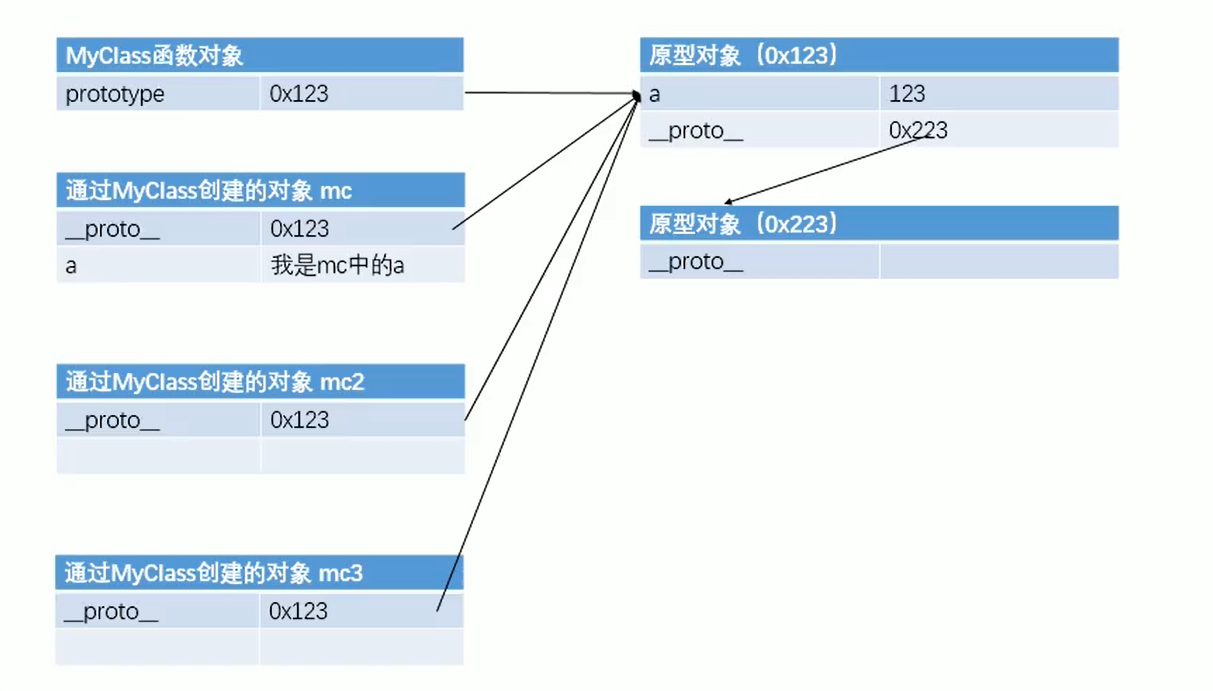 MyClass函数对象
prototype 0x123
通过MyClass创建的对象 mc
__proto__ 0x123
a 我是mc中的a
通过MyClass创建的对象 mc2
__proto__ 0x123
通过MyClass创建的对象 mc3
__proto__ 0x123
原型对象（0x123）
a 123
__proto__ 0x223
原型对象（0x223）
__proto__